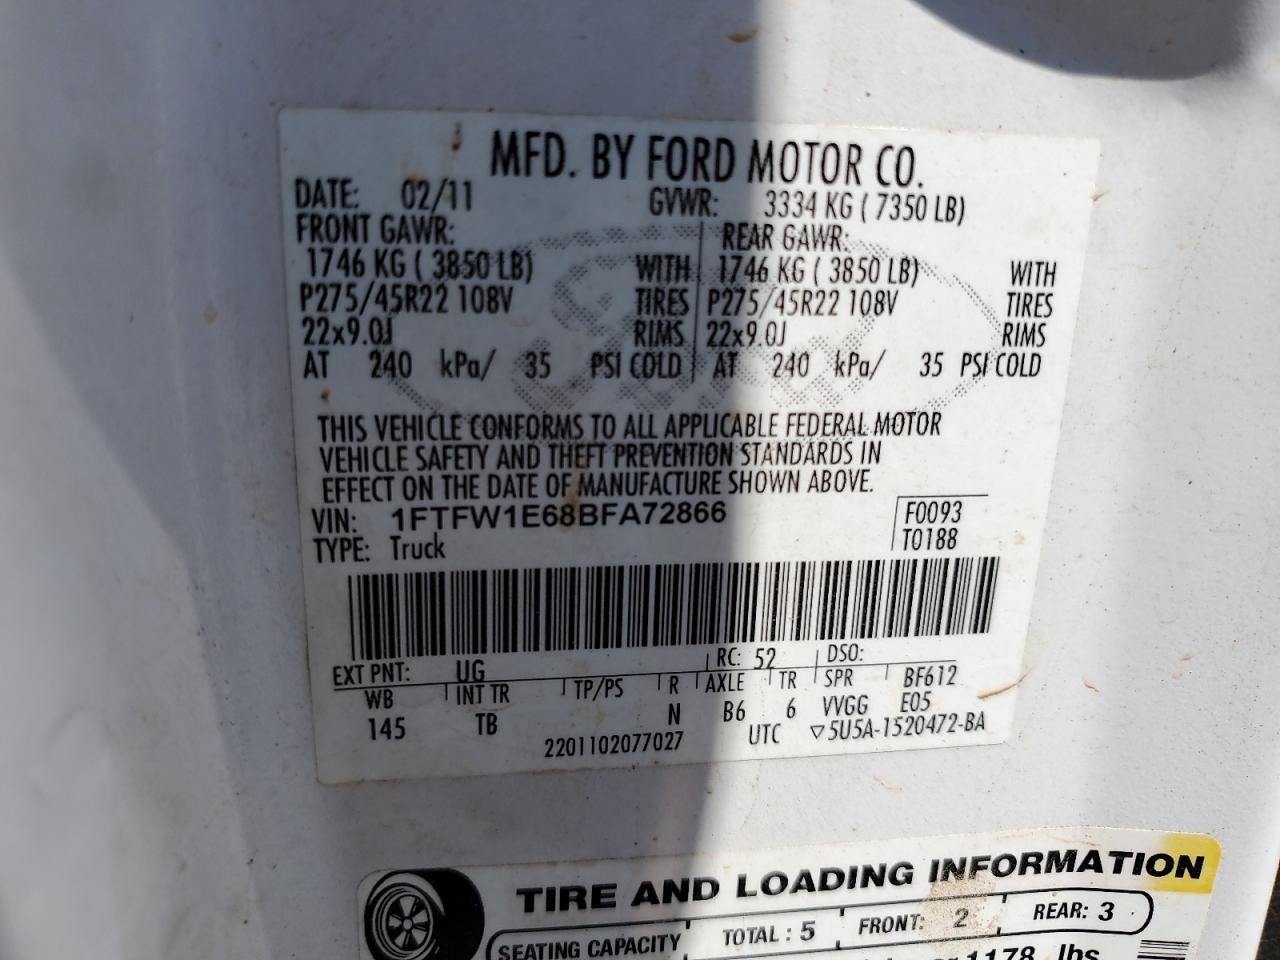 MFD. BY FORD MOTOR CO.
DATE: 02/11 GVWR: 3334 KG ( 7350 LB)
FRONT GAWR: REAR GAWR:
1746 KG ( 3850 LB) WITH 1746 KG ( 3850 LB) WITH
P275/45R22 108V TIRES P275/45R22 108V TIRES
22x9.0J RIMS 22x9.0J RIMS
AT 240 kPa/ 35 PSI COLD AT 240 kPa/ 35 PSI COLD
THIS VEHICLE CONFORMS TO ALL APPLICABLE FEDERAL MOTOR
VEHICLE SAFETY AND THEFT PREVENTION STANDARDS IN
EFFECT ON THE DATE OF MANUFACTURE SHOWN ABOVE.
VIN: 1FTFW1E68BFA72866 F0093
TYPE: Truck T0188
EXT PNT: UG RC: 52 DSO:
WB INT TR TP/PS R AXLE TR SPR BF612
145 TB N B6 6 VVGG E05
2201102077027 UTC ▽5U5A-1520472-BA
TIRE AND LOADING INFORMATION
SEATING CAPACITY TOTAL : 5 FRONT: 2 REAR: 3
1178 lbs